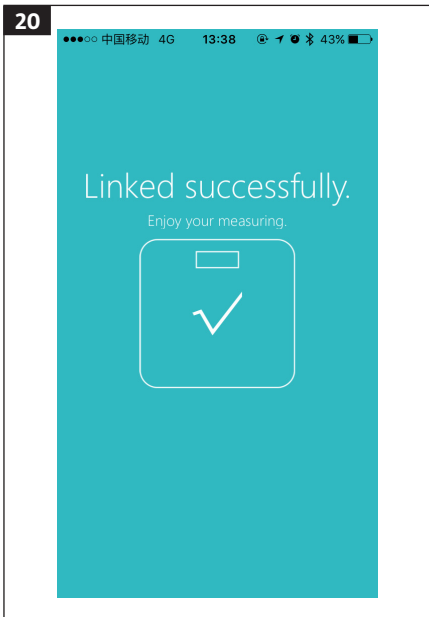 20
●●●○○ 中国移动 4G 13:38 43%
Linked successfully.
Enjoy your measuring.